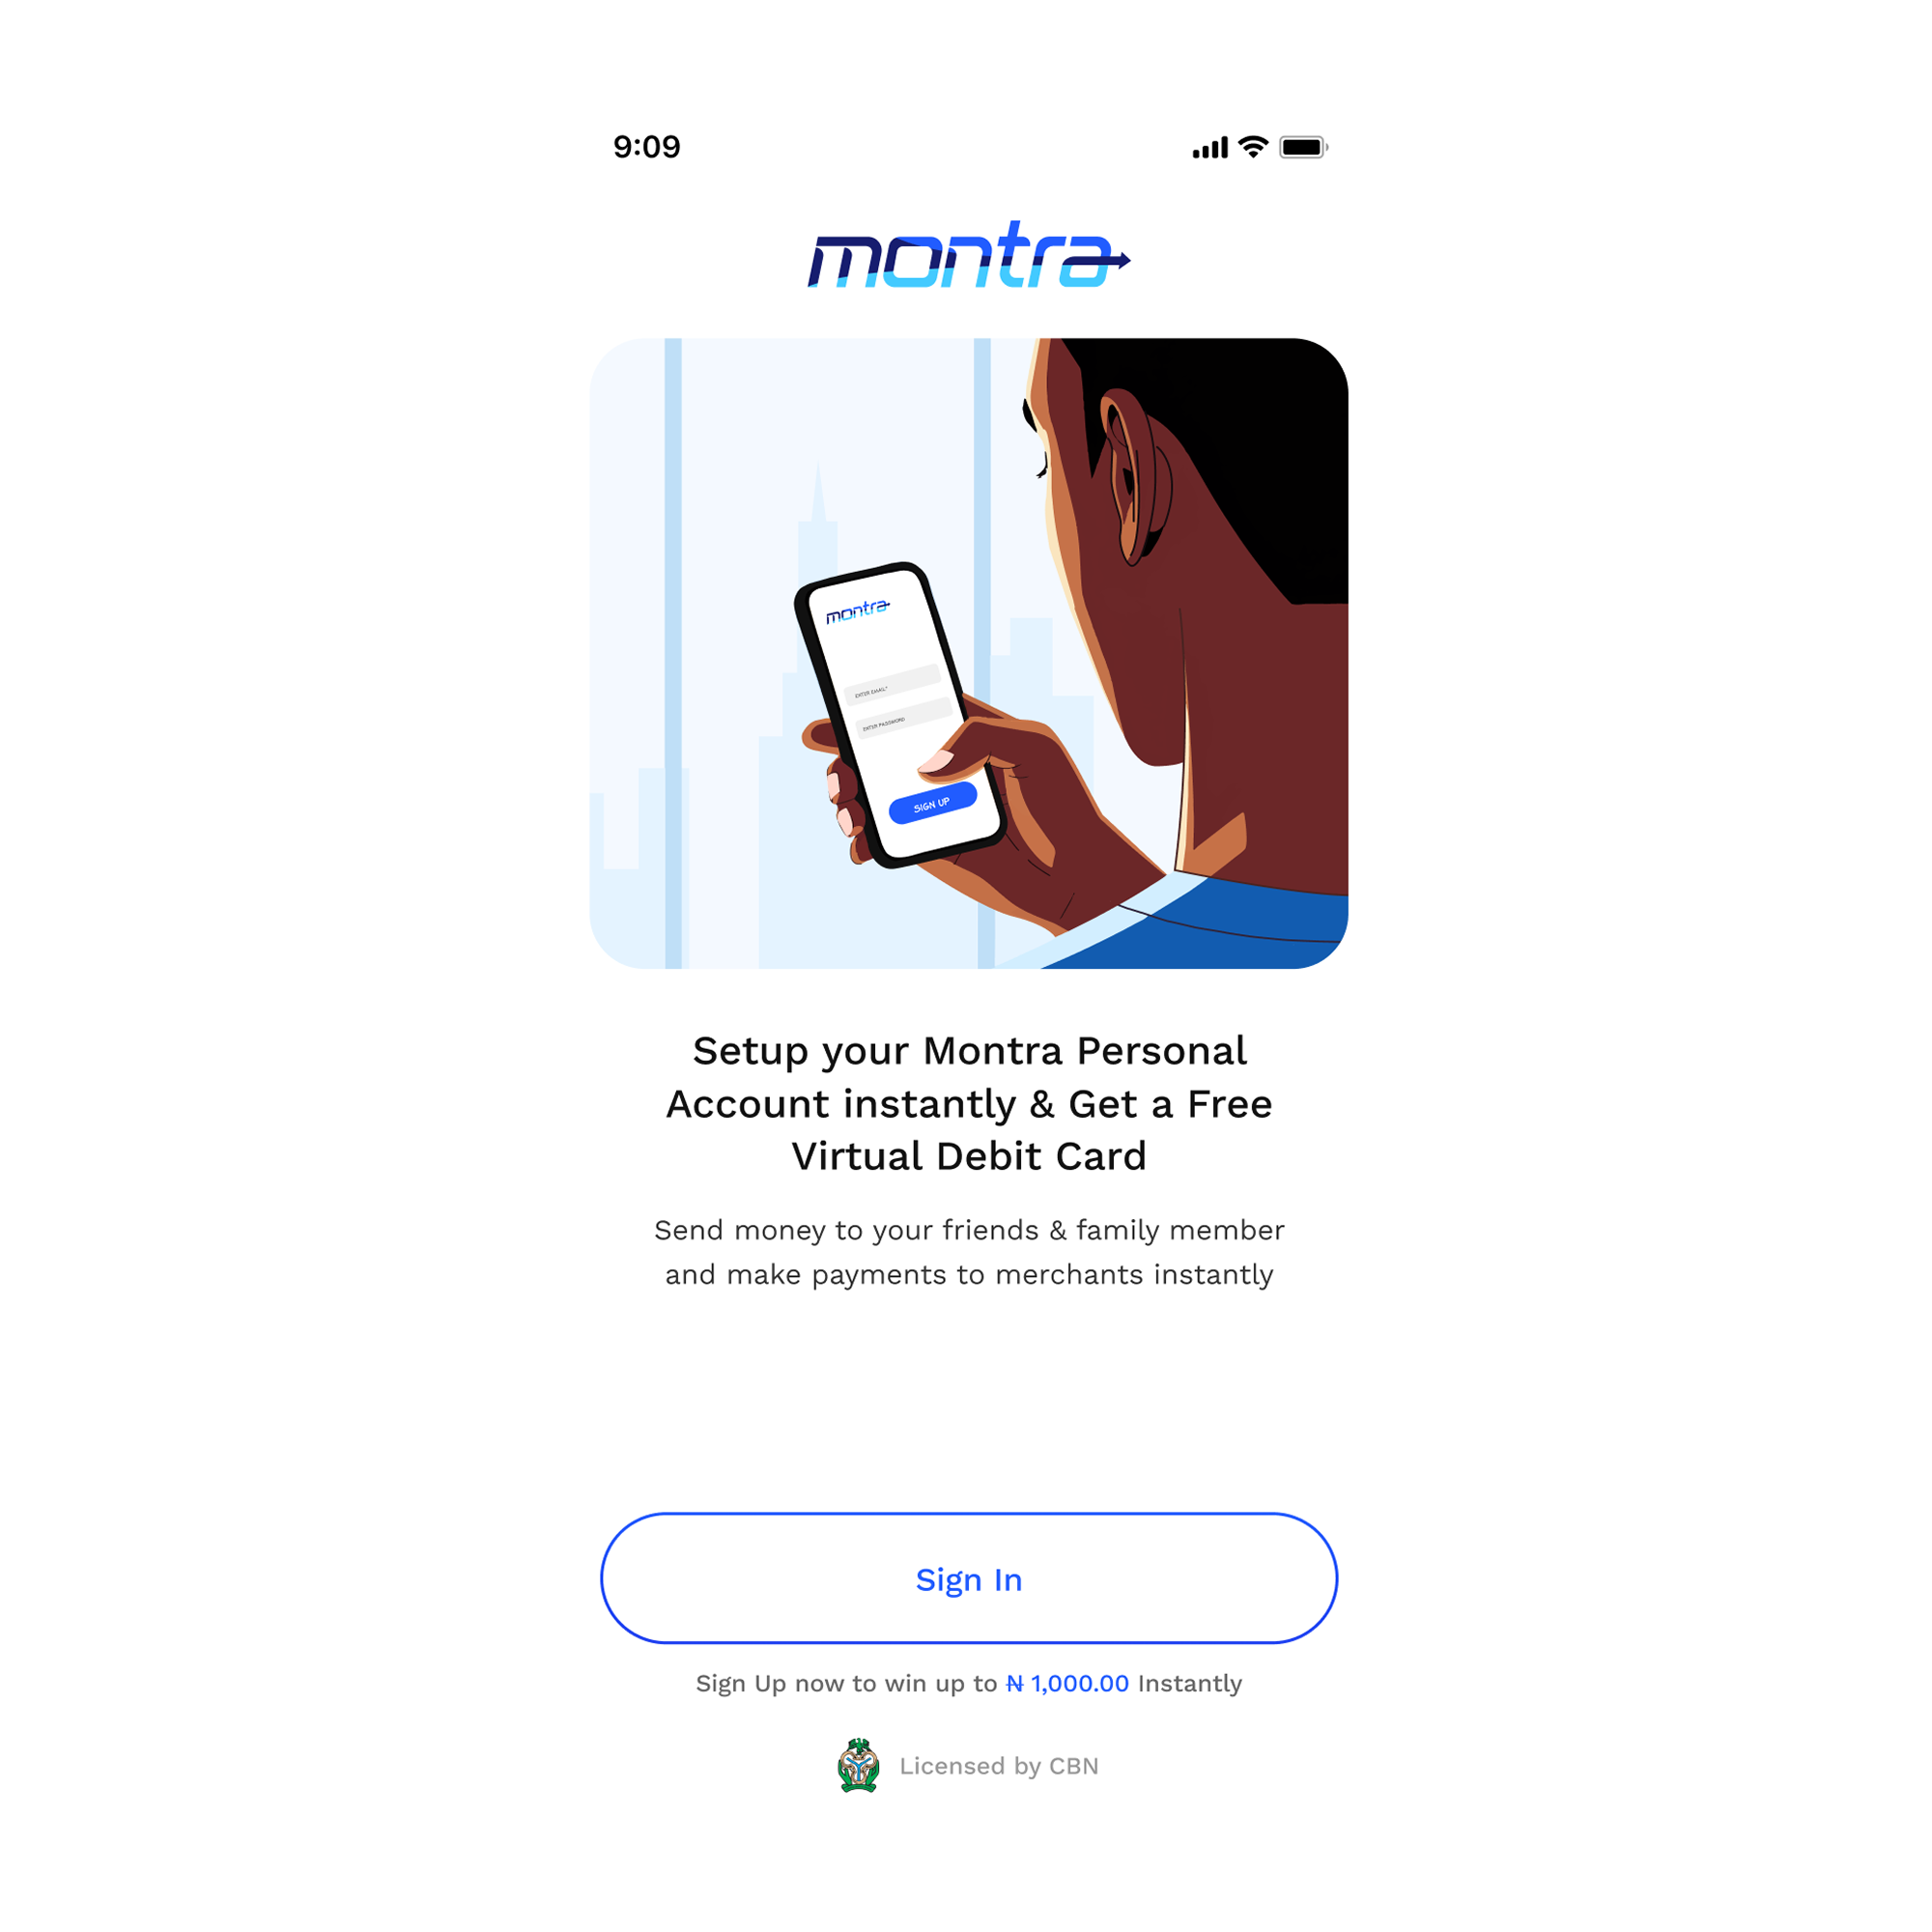 9:09
montra
montra
ENTER EMAIL*
ENTER PASSWORD
SIGN UP
Setup your Montra Personal
Account instantly & Get a Free
Virtual Debit Card
Send money to your friends & family member
and make payments to merchants instantly
Sign In
Sign Up now to win up to ₦ 1,000.00 Instantly
Licensed by CBN